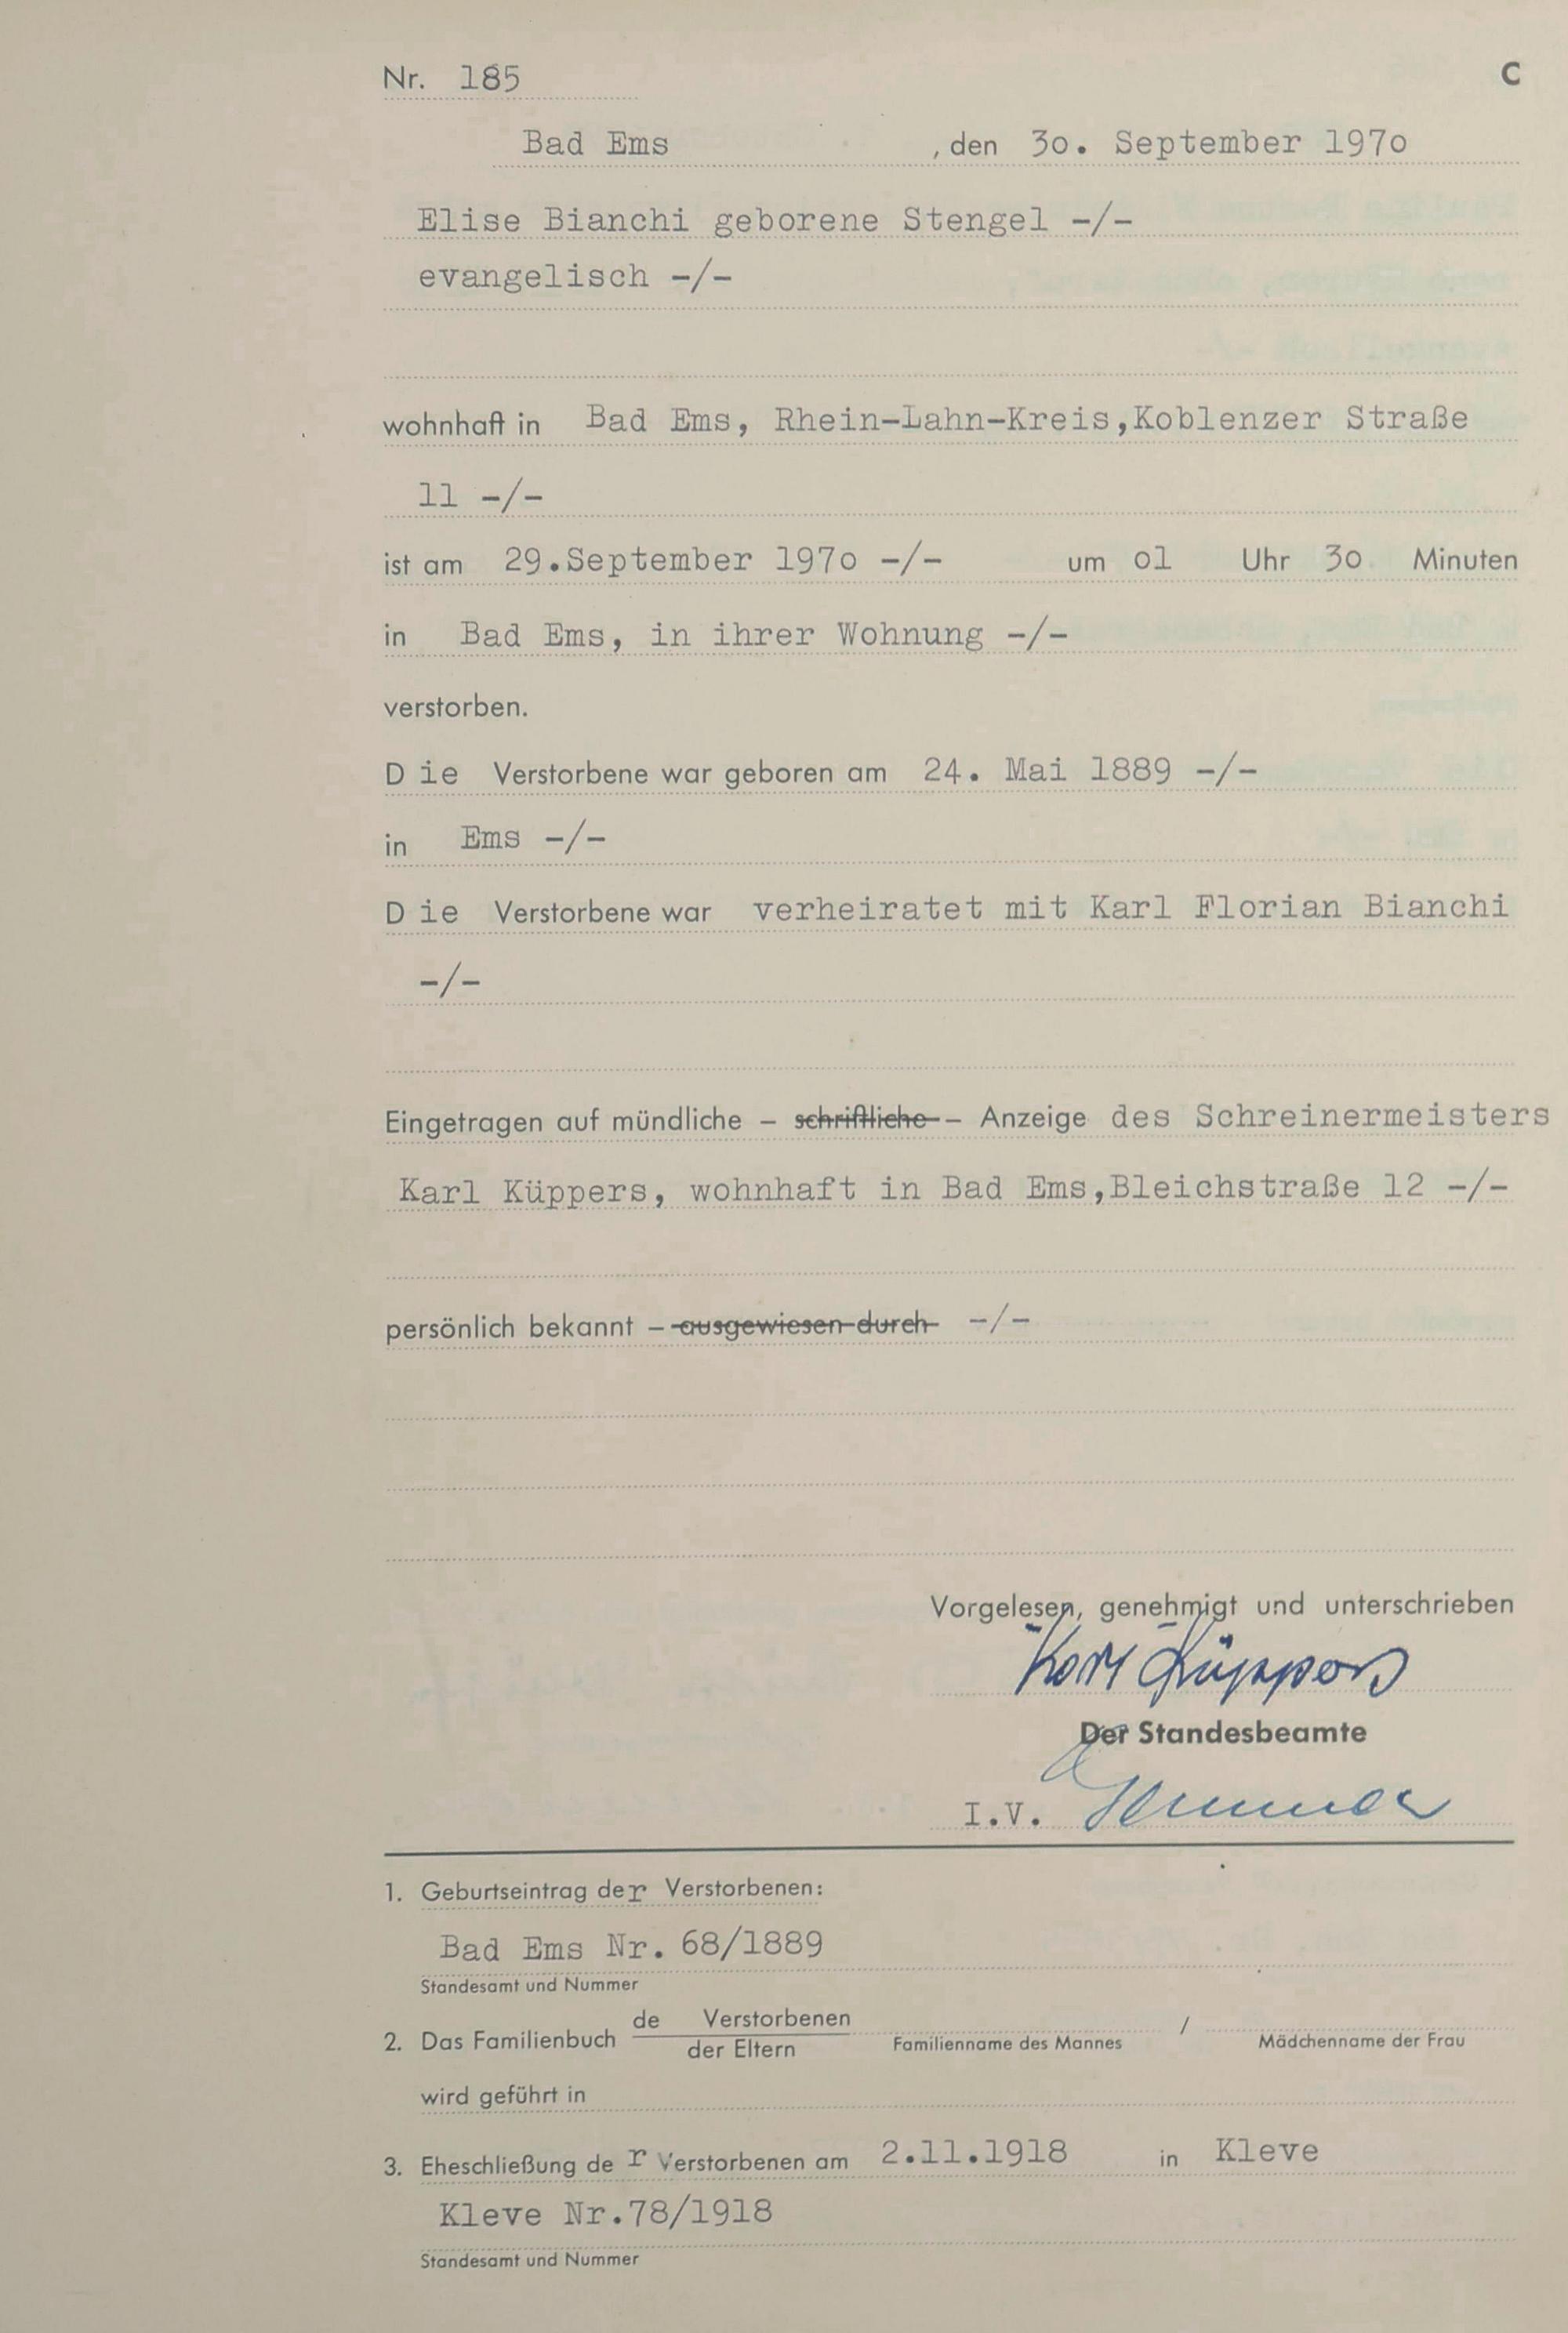 Nr. 185 C
Bad Ems , den 30. September 1970
Elise Bianchi geborene Stengel -/-
evangelisch -/-
wohnhaft in Bad Ems, Rhein-Lahn-Kreis,Koblenzer Straße
11 -/-
ist am 29.September 1970 -/- um 01 Uhr 30 Minuten
in Bad Ems, in ihrer Wohnung -/-
verstorben.
Die Verstorbene war geboren am 24. Mai 1889 -/-
in Ems -/-
Die Verstorbene war verheiratet mit Karl Florian Bianchi
-/-
Eingetragen auf mündliche – schriftliche – Anzeige des Schreinermeisters
Karl Küppers, wohnhaft in Bad Ems,Bleichstraße 12 -/-
persönlich bekannt – ausgewiesen durch -/-
Vorgelesen, genehmigt und unterschrieben
Karl Küppers
Der Standesbeamte
I.V.
1. Geburtseintrag der Verstorbenen:
Bad Ems Nr. 68/1889
Standesamt und Nummer
2. Das Familienbuch de Verstorbenen
der Eltern Familienname des Mannes / Mädchenname der Frau
wird geführt in
3. Eheschließung der Verstorbenen am 2.11.1918 in Kleve
Kleve Nr.78/1918
Standesamt und Nummer